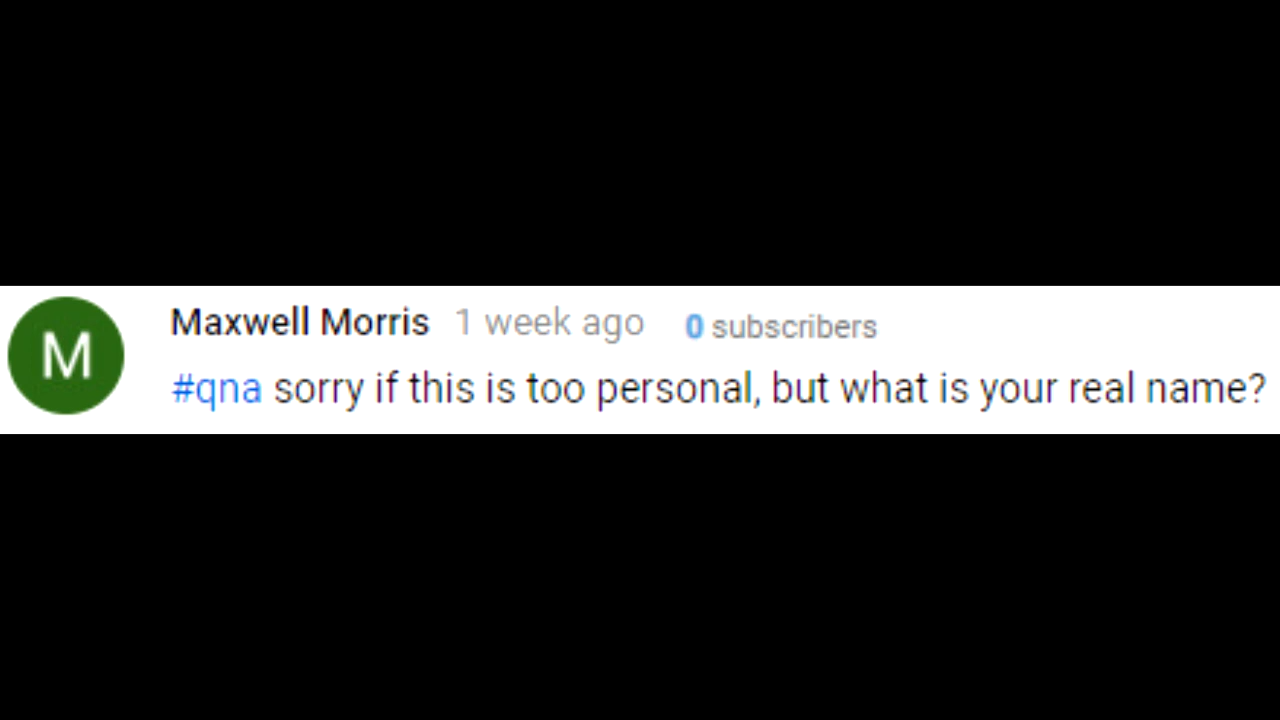 M
Maxwell Morris 1 week ago 0 subscribers
#qna sorry if this is too personal, but what is your real name?